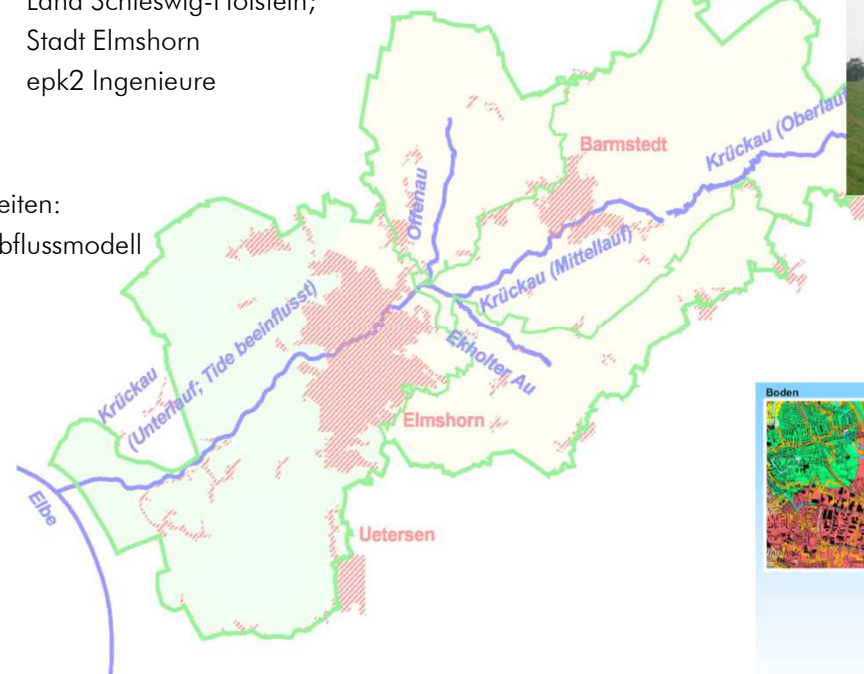 Land Schleswig-Holstein;
Stadt Elmshorn
epk2 Ingenieure
eiten:
bflussmodell
Barmstedt
Krückau (Oberlauf
Offenau
Krückau (Mittellauf)
Krückau
(Unterlauf; Tide beeinflusst)
Ekholter Au
Elmshorn
Elbe
Uetersen
Boden